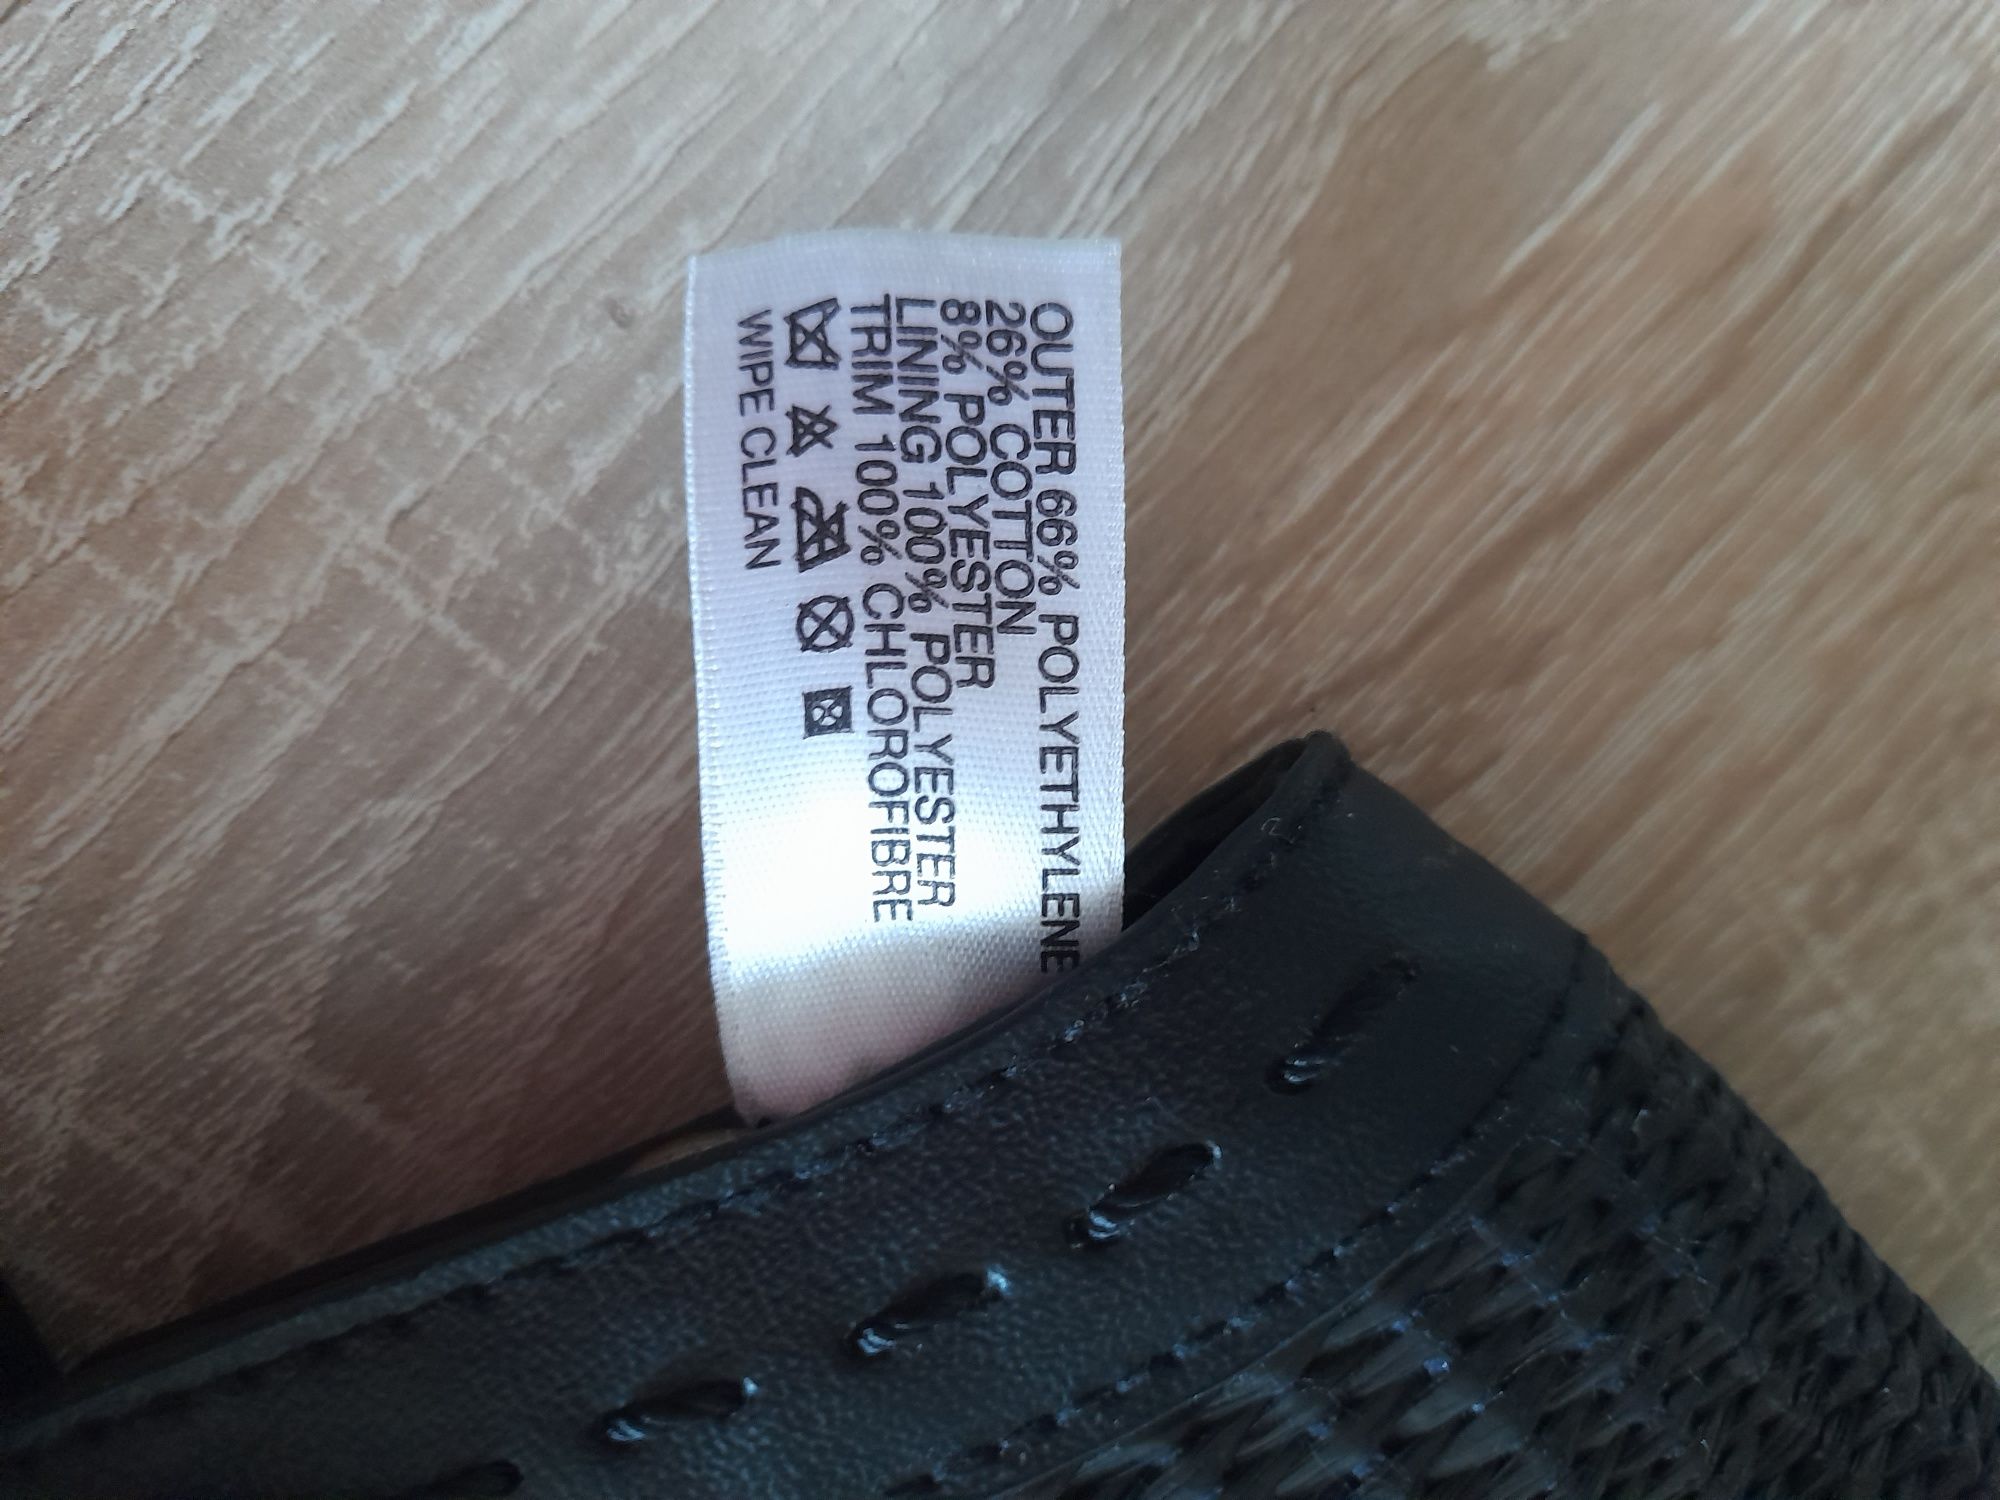 OUTER 66% POLYETHYLENE
26% COTTON
8% POLYESTER
LINING 100% POLYESTER
TRIM 100% CHLOROFIBRE
WIPE CLEAN